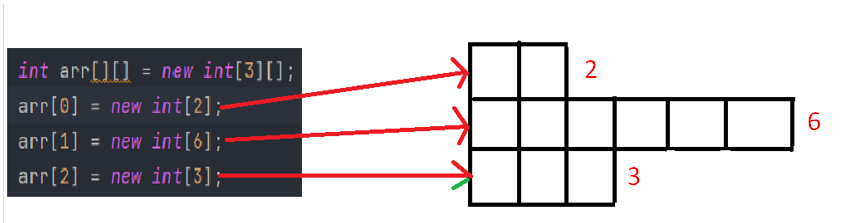 int arr[][] = new int[3][];
arr[0] = new int[2];
2
arr[1] = new int[6];
6
arr[2] = new int[3];
3